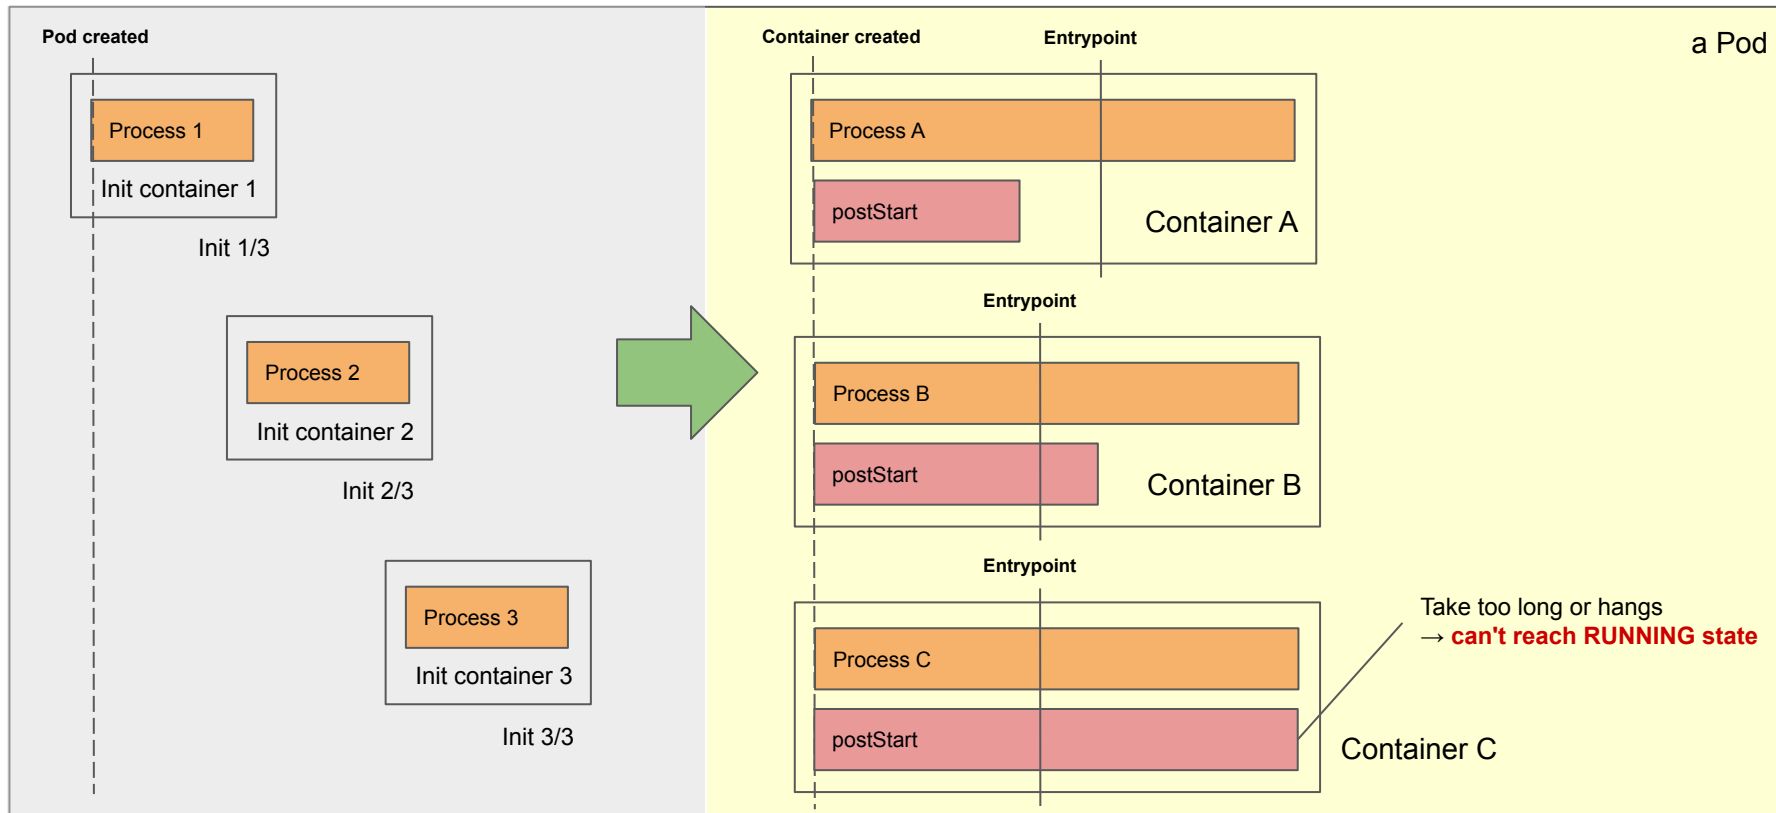 Pod created
Process 1
Init container 1
Init 1/3
Process 2
Init container 2
Init 2/3
Process 3
Init container 3
Init 3/3
a Pod
Container created
Entrypoint
Process A
postStart
Container A
Entrypoint
Process B
postStart
Container B
Entrypoint
Process C
postStart
Container C
Take too long or hangs
→ can't reach RUNNING state